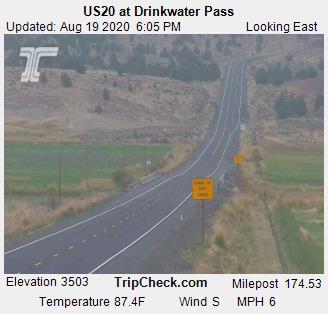 US20 at Drinkwater Pass
Updated: Aug 19 2020 6:05 PM Looking East
Elevation 3503 TripCheck.com Milepost 174.53
Temperature 87.4F Wind S MPH 6